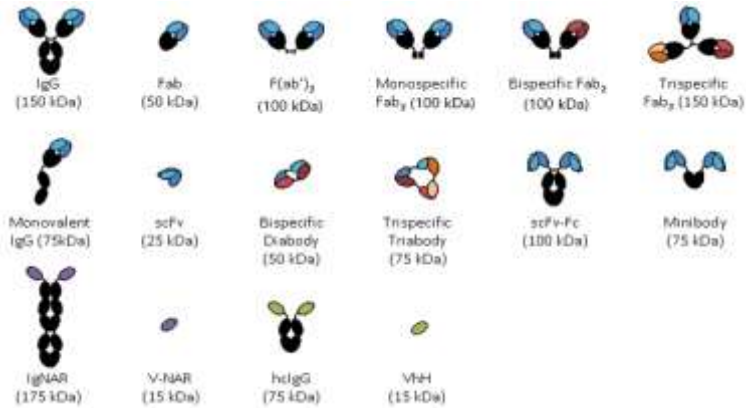 IgG
(150 kDa)
Fab
(50 kDa)
F(ab')₂
(100 kDa)
Monospecific
Fab₂ (100 kDa)
Bispecific Fab₂
(100 kDa)
Trispecific
Fab₃ (150 kDa)
Monovalent
IgG (75kDa)
scFv
(25 kDa)
Bispecific
Diabody
(50 kDa)
Trispecific
Triabody
(75 kDa)
scFv-Fc
(100 kDa)
Minibody
(75 kDa)
IgNAR
(175 kDa)
V-NAR
(15 kDa)
hcIgG
(75 kDa)
VhH
(15 kDa)